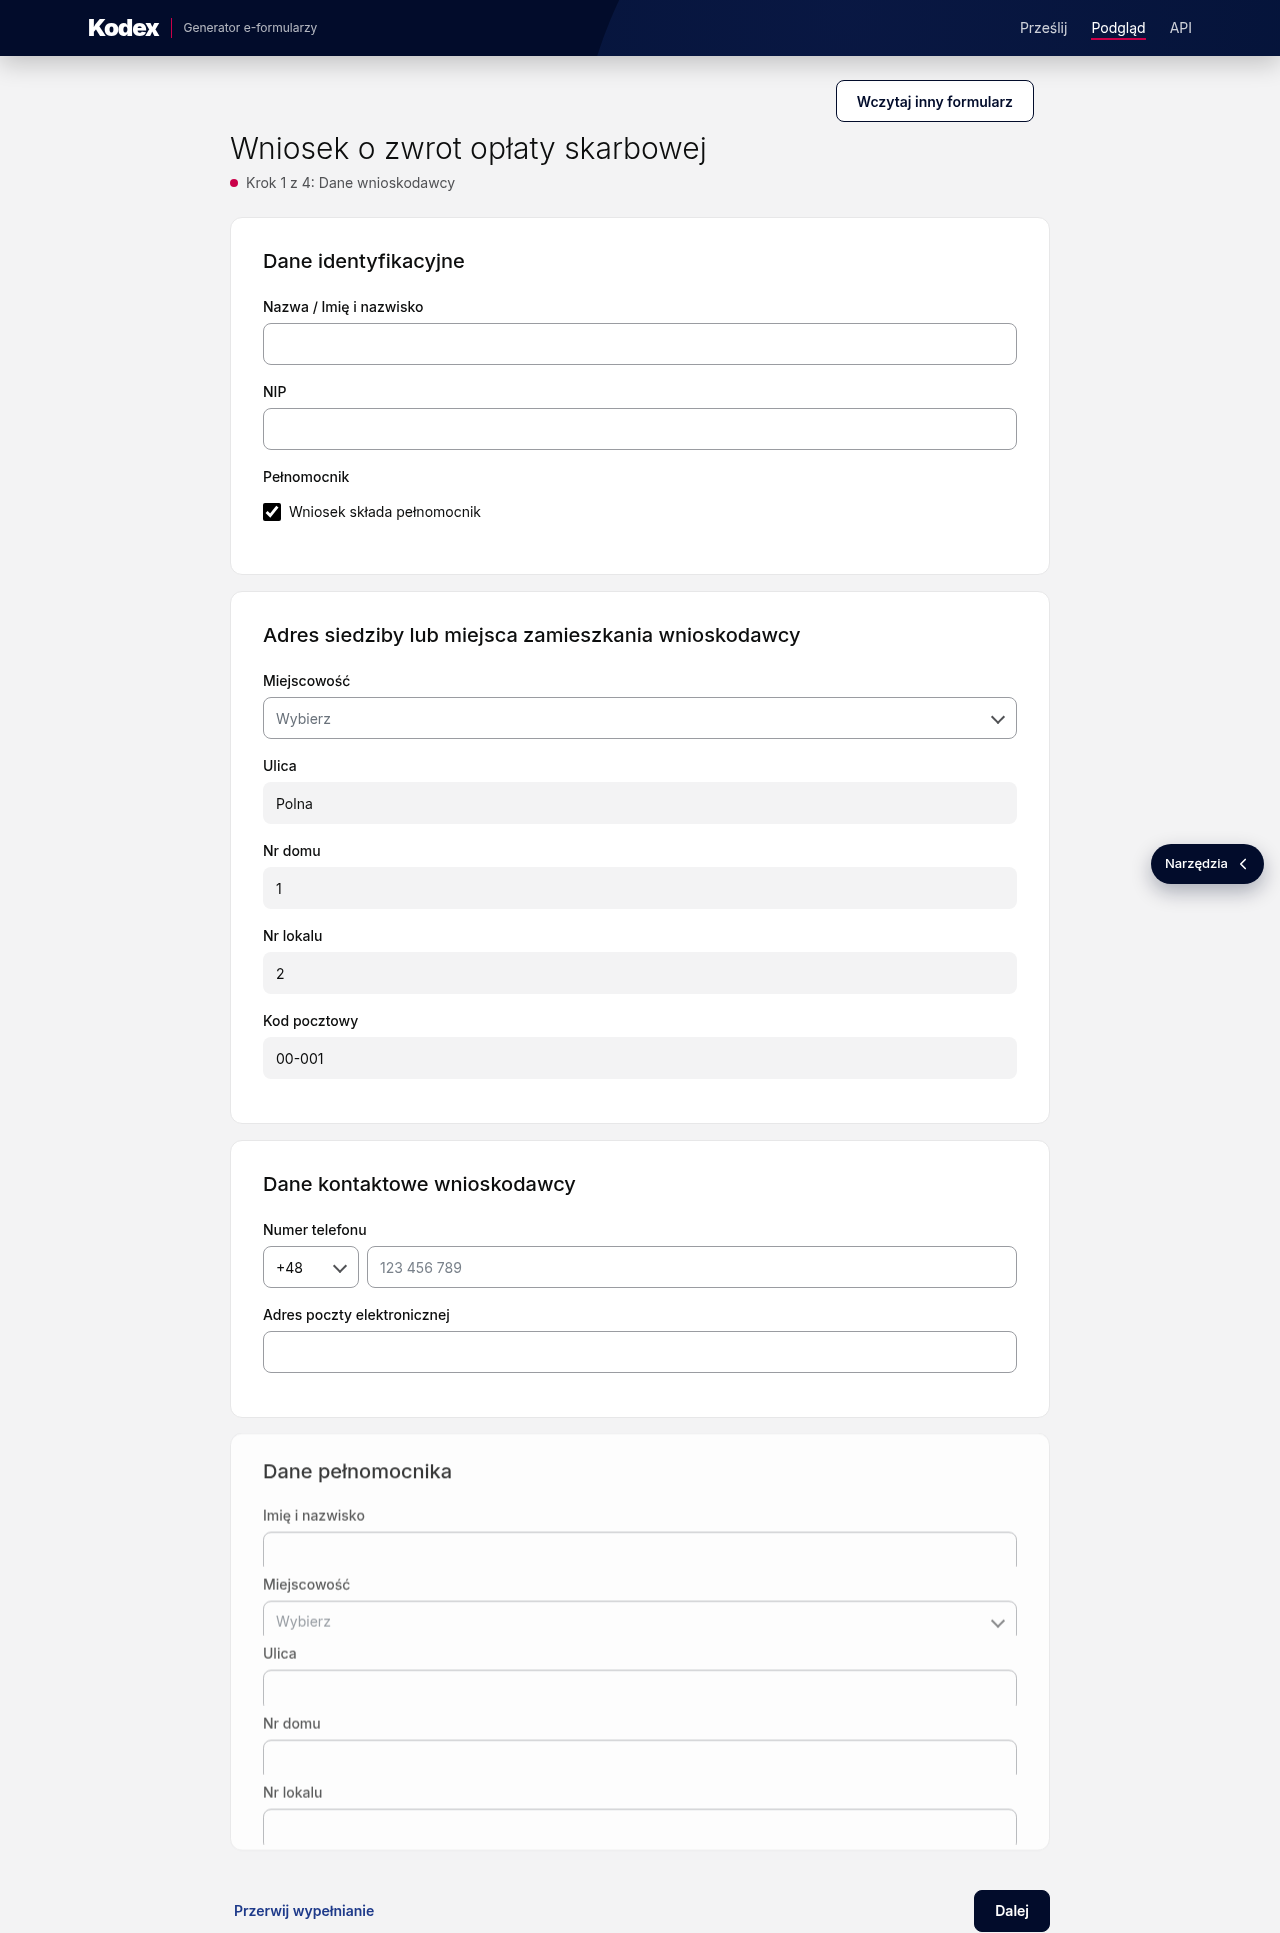 Kodex
Generator e-formularzy
Prześlij
Podgląd
API
Wczytaj inny formularz
Wniosek o zwrot opłaty skarbowej
Krok 1 z 4: Dane wnioskodawcy
Dane identyfikacyjne
Nazwa / Imię i nazwisko
NIP
Pełnomocnik
Wniosek składa pełnomocnik
Adres siedziby lub miejsca zamieszkania wnioskodawcy
Miejscowość
Wybierz
Ulica
Polna
Nr domu
1
Narzędzia
Nr lokalu
2
Kod pocztowy
00-001
Dane kontaktowe wnioskodawcy
Numer telefonu
+48
123 456 789
Adres poczty elektronicznej
Dane pełnomocnika
Imię i nazwisko
Miejscowość
Wybierz
Ulica
Nr domu
Nr lokalu
Przerwij wypełnianie
Dalej